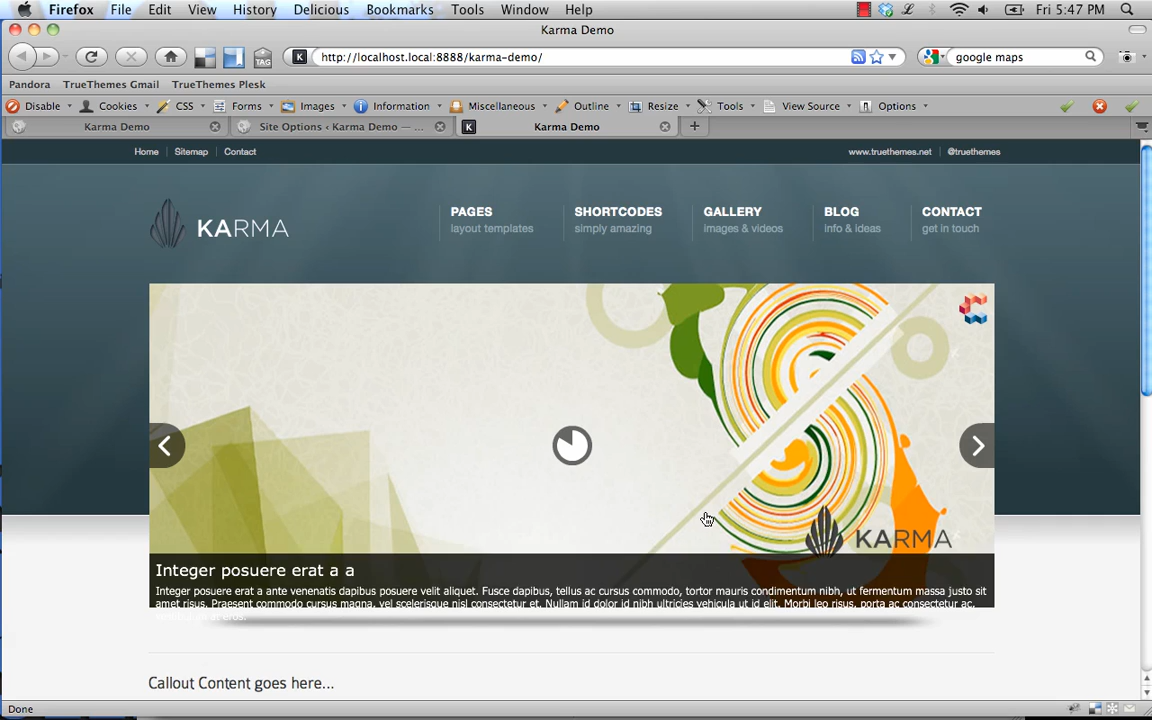 Firefox File Edit View History Delicious Bookmarks Tools Window Help Fri 5:47 PM
Karma Demo
TAG K http://localhost.local:8888/karma-demo/ google maps
Pandora TrueThemes Gmail TrueThemes Plesk
Disable Cookies CSS Forms Images Information Miscellaneous Outline Resize Tools View Source Options
Karma Demo Site Options ‹ Karma Demo — ... K Karma Demo
Home Sitemap Contact www.truethemes.net @truethemes
KARMA
PAGES SHORTCODES GALLERY BLOG CONTACT
layout templates simply amazing images & videos info & ideas get in touch
KARMA
Integer posuere erat a a
Integer posuere erat a ante venenatis dapibus posuere velit aliquet. Fusce dapibus, tellus ac cursus commodo, tortor mauris condimentum nibh, ut fermentum massa justo sit
amet risus. Praesent commodo cursus magna, vel scelerisque nisl consectetur et. Nullam id dolor id nibh ultricies vehicula ut id elit. Morbi leo risus, porta ac consectetur ac,
at eros.
Callout Content goes here...
Done